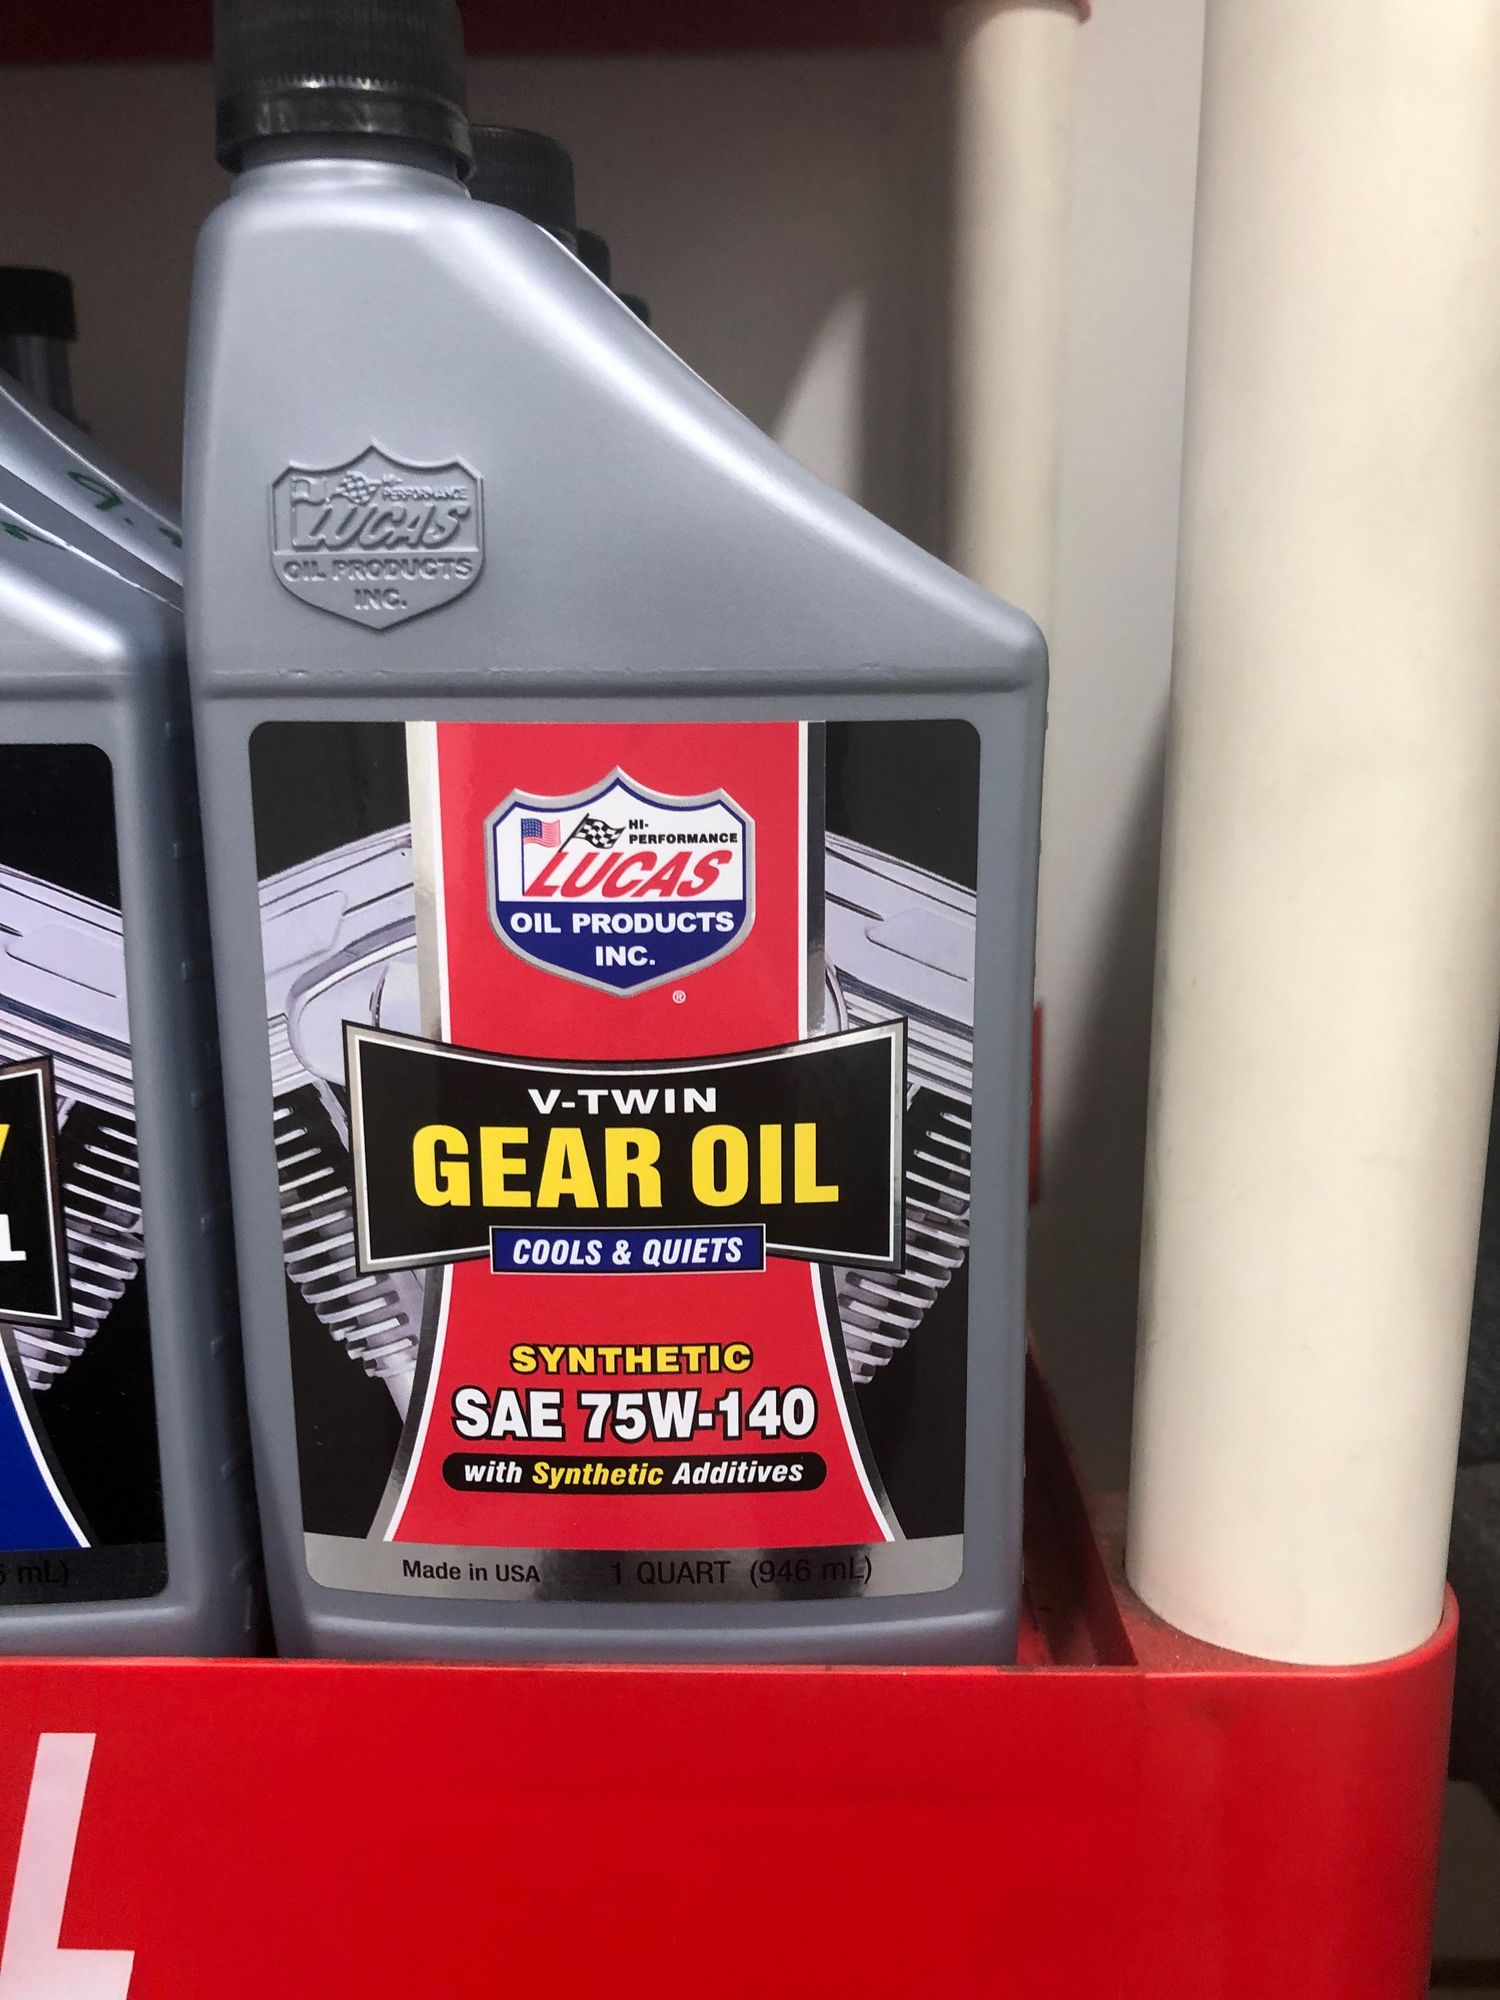 HI-
PERFORMANCE
LUCAS
OIL PRODUCTS
INC.
HI-
PERFORMANCE
LUCAS
OIL PRODUCTS
INC.
®
V-TWIN
GEAR OIL
COOLS & QUIETS
SYNTHETIC
SAE 75W-140
with Synthetic Additives
Made in USA 1 QUART (946 mL)
mL)
L